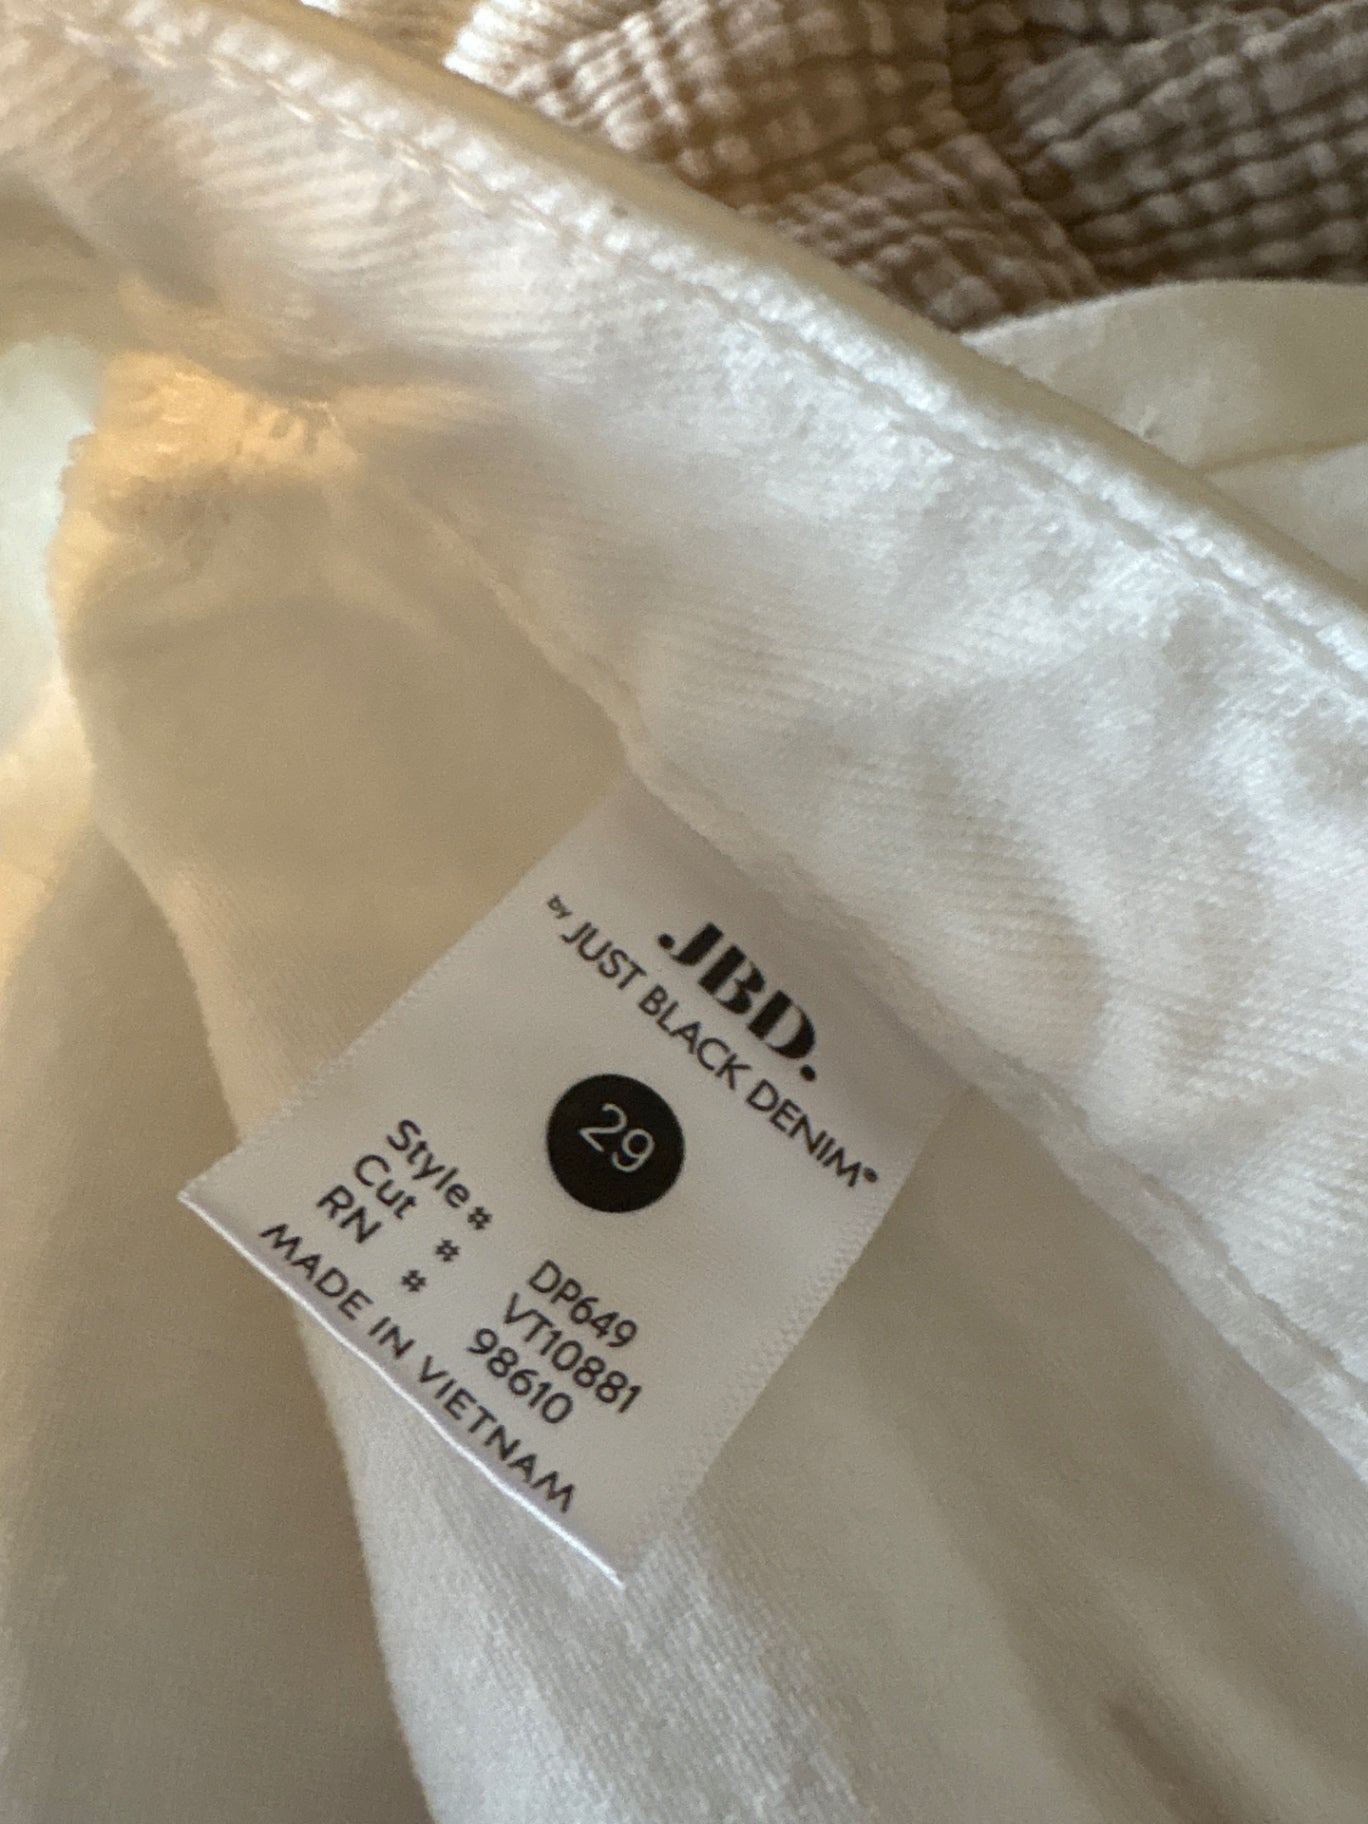 .JBD.
by JUST BLACK DENIM®
29
Style # DP649
Cut # VT10881
RN # 98610
MADE IN VIETNAM